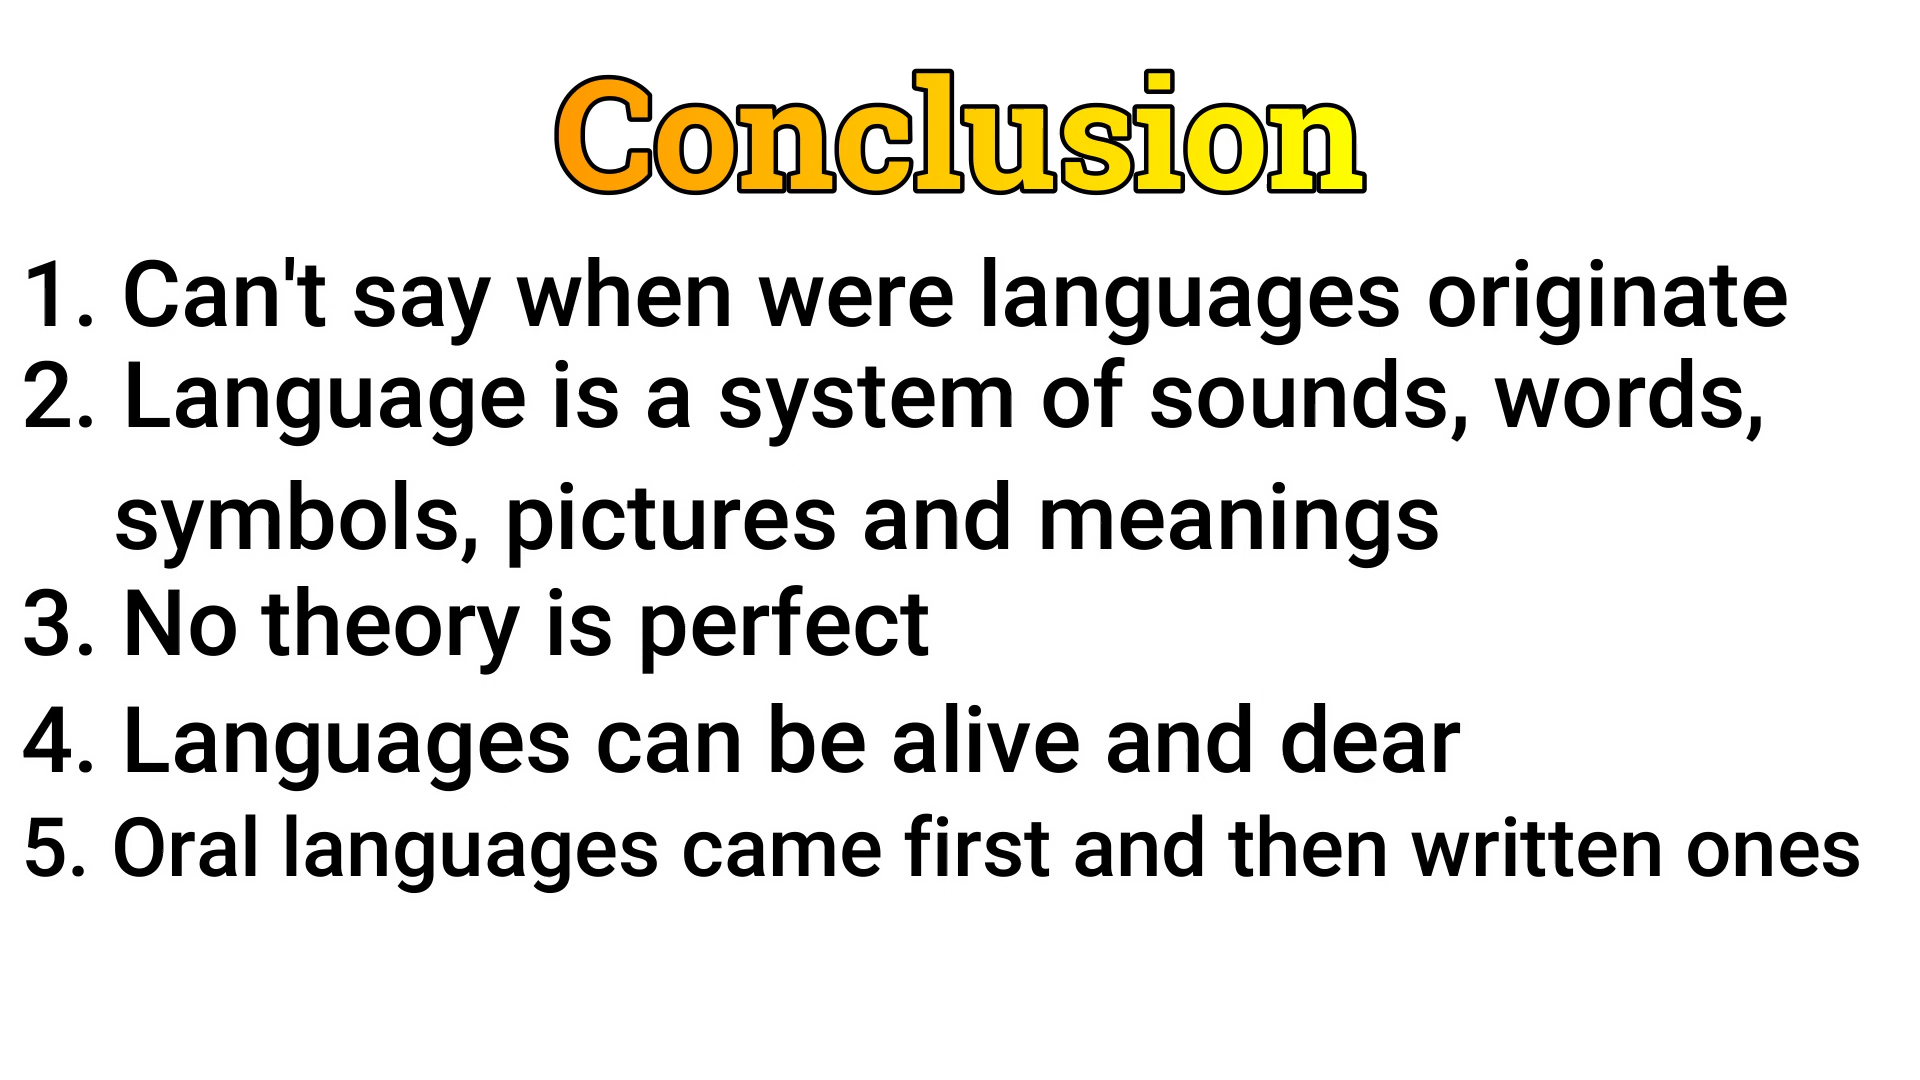 Conclusion
1. Can't say when were languages originate
2. Language is a system of sounds, words,
symbols, pictures and meanings
3. No theory is perfect
4. Languages can be alive and dear
5. Oral languages came first and then written ones